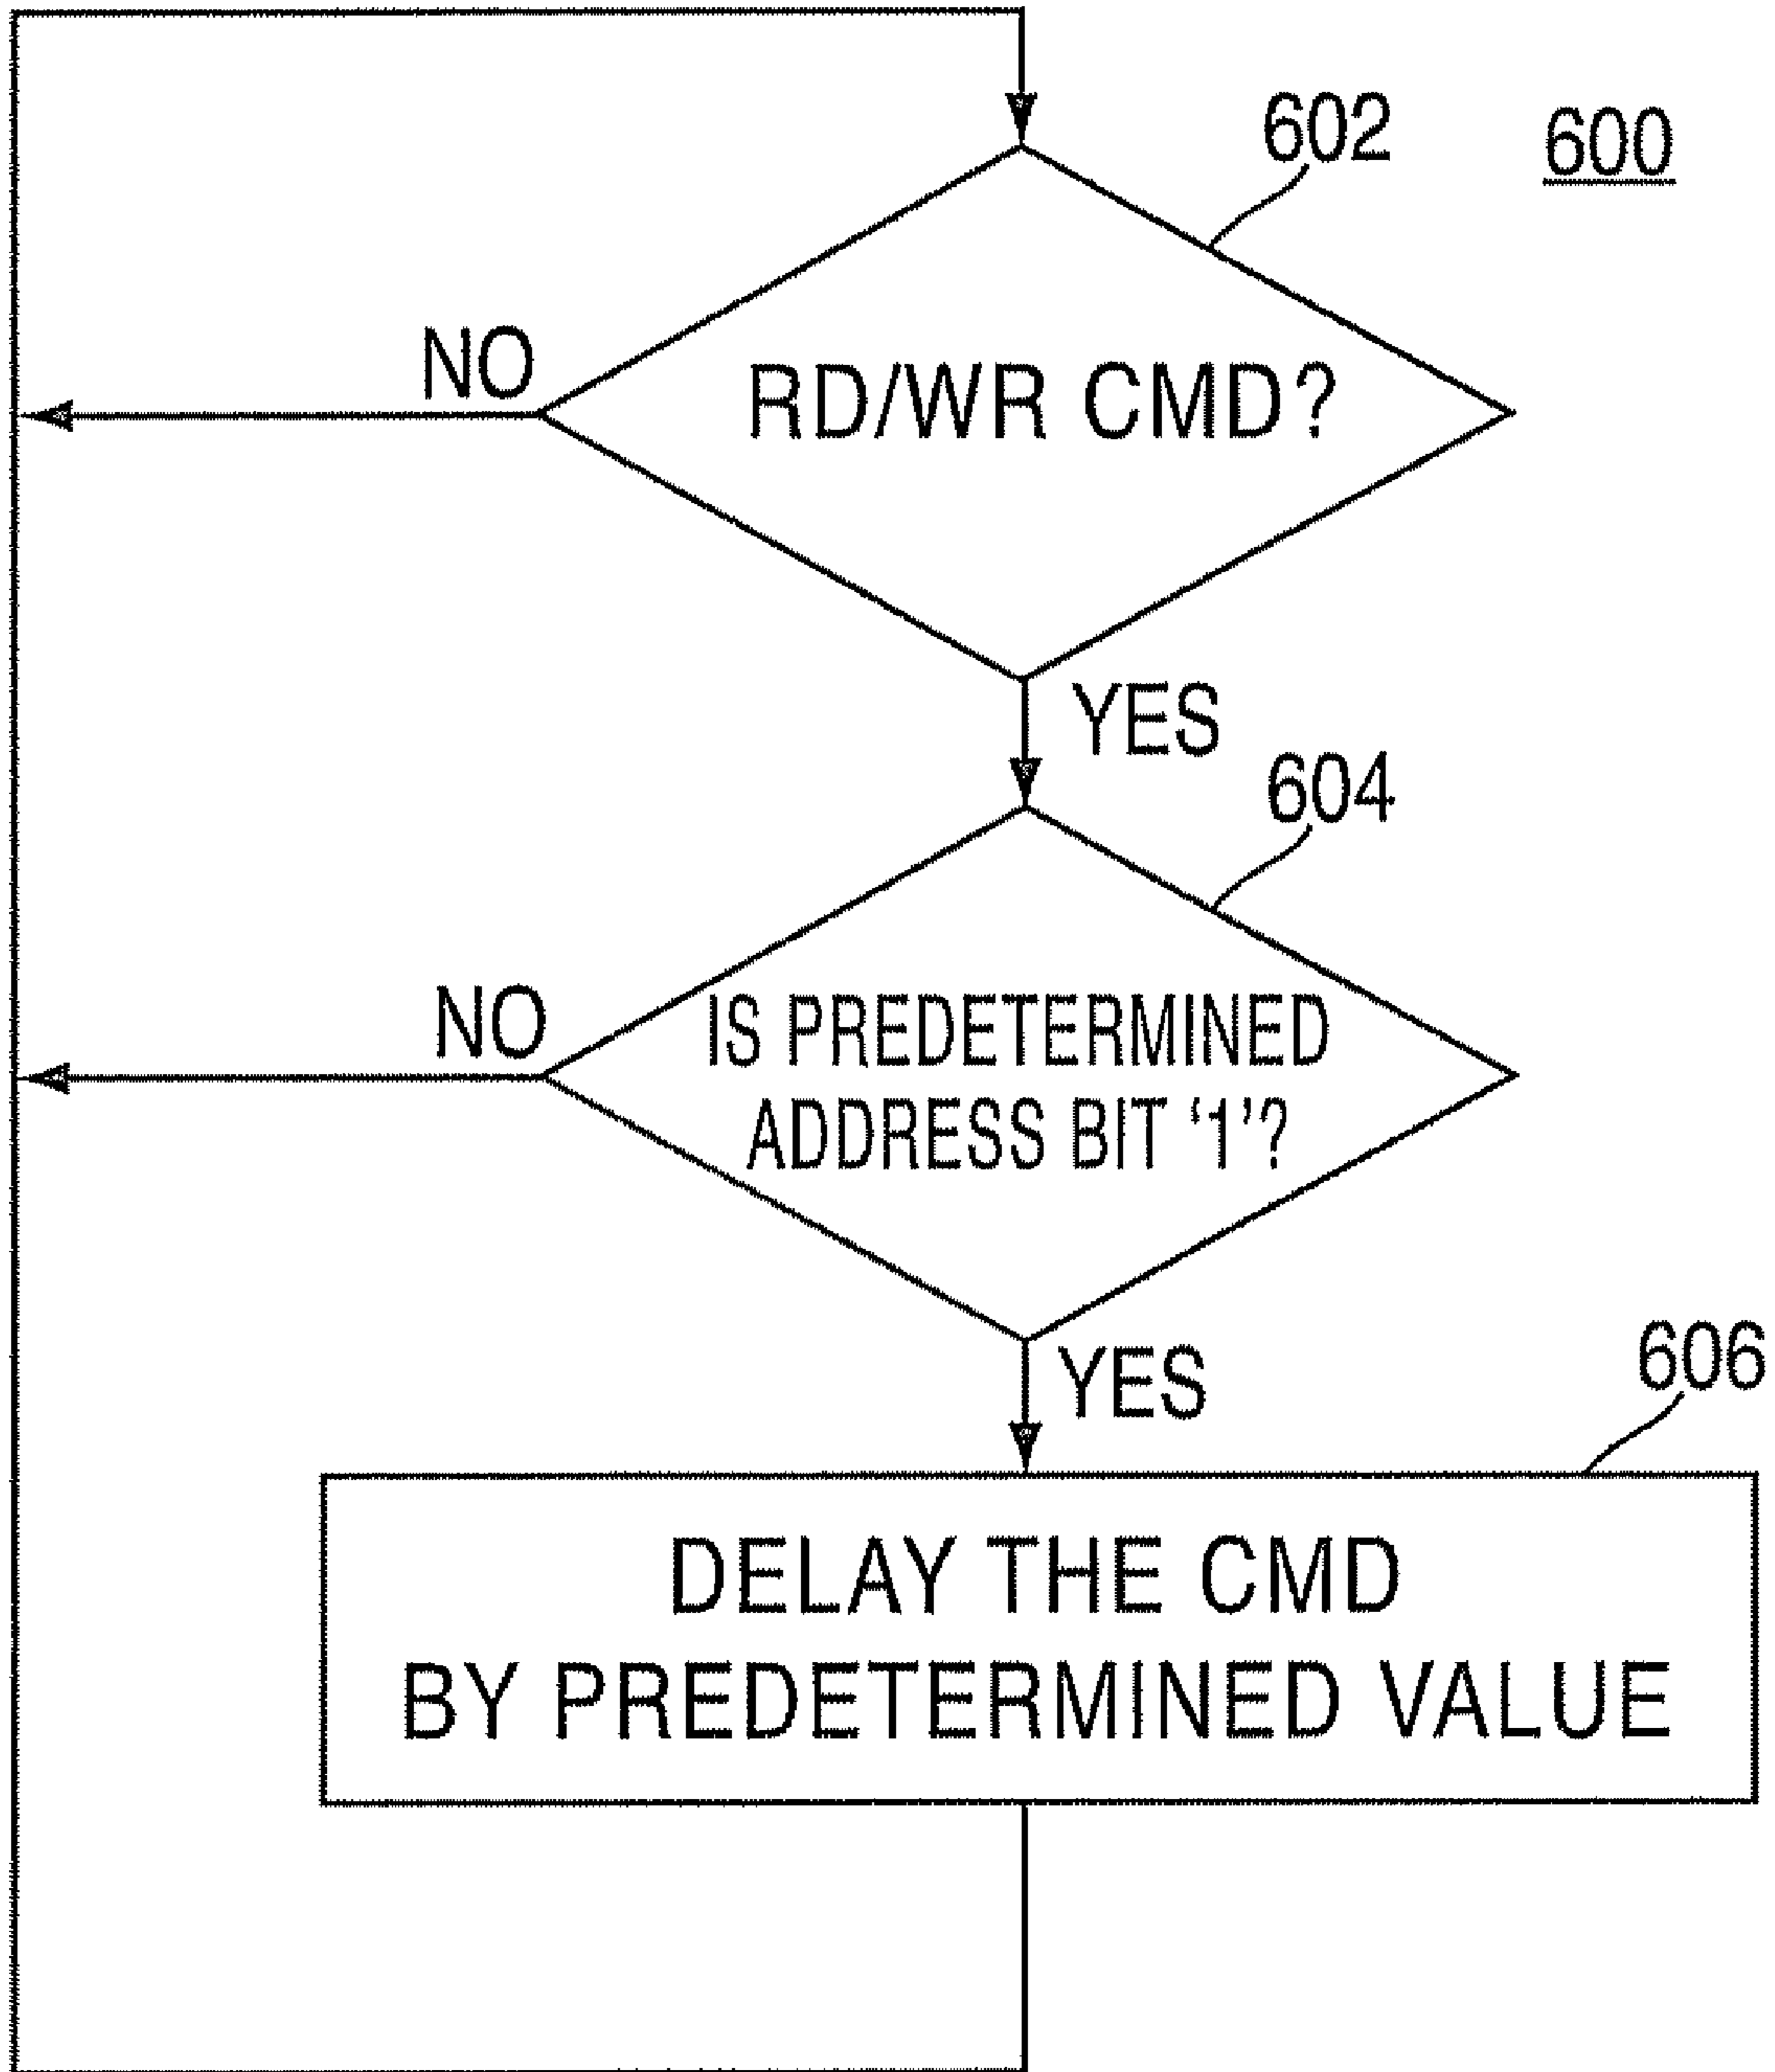 602
600
NO
RD/WR CMD?
YES
604
NO
IS PREDETERMINED
ADDRESS BIT ‘1’?
YES
606
DELAY THE CMD
BY PREDETERMINED VALUE